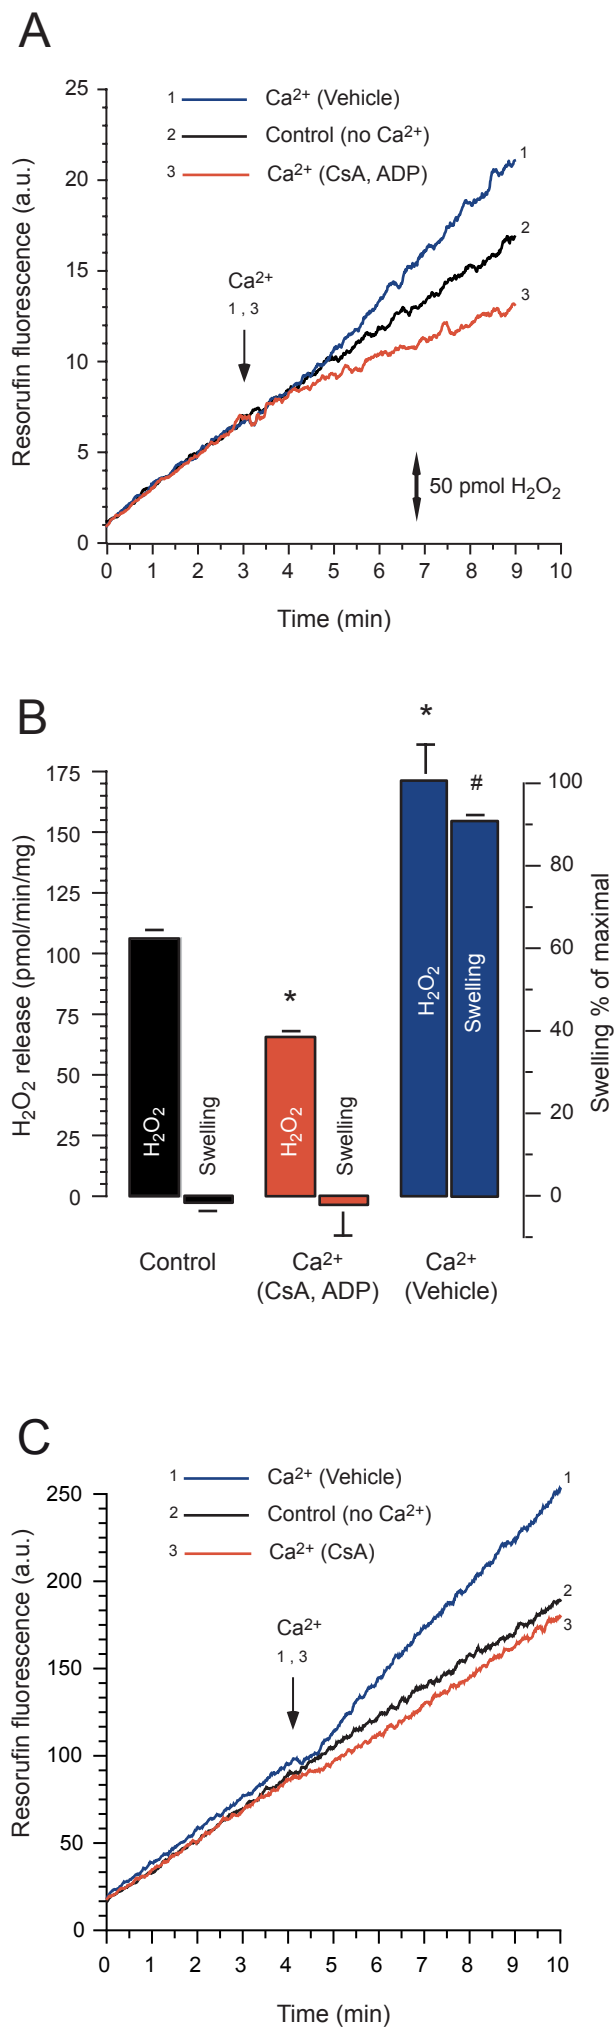 A
1 Ca²⁺ (Vehicle)
2 Control (no Ca²⁺)
3 Ca²⁺ (CsA, ADP)
Resorufin fluorescence (a.u.)
25
20
15
10
5
0
Ca²⁺
1 , 3
1
2
3
50 pmol H₂O₂
0 1 2 3 4 5 6 7 8 9 10
Time (min)
B
H₂O₂ release (pmol/min/mg)
175
150
125
100
75
50
25
0
H₂O₂
Swelling
*
H₂O₂
Swelling
*
H₂O₂
#
Swelling
100
80
60
40
20
0
Swelling % of maximal
Control
Ca²⁺
(CsA, ADP)
Ca²⁺
(Vehicle)
C
1 Ca²⁺ (Vehicle)
2 Control (no Ca²⁺)
3 Ca²⁺ (CsA)
Resorufin fluorescence (a.u.)
250
200
150
100
50
0
Ca²⁺
1 , 3
1
2
3
0 1 2 3 4 5 6 7 8 9 10
Time (min)